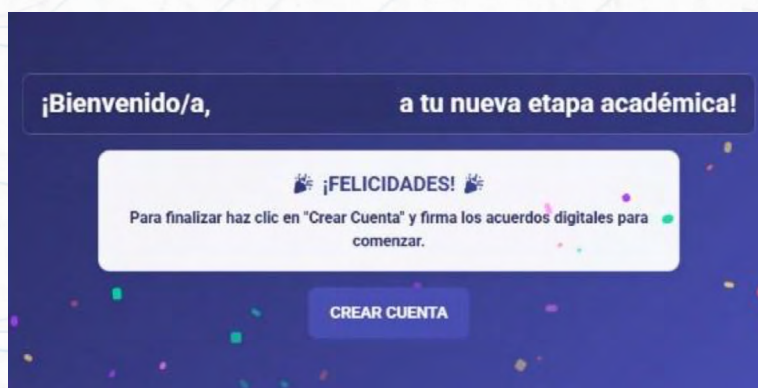 ¡Bienvenido/a, a tu nueva etapa académica!
¡FELICIDADES!
Para finalizar haz clic en "Crear Cuenta" y firma los acuerdos digitales para
comenzar.
CREAR CUENTA